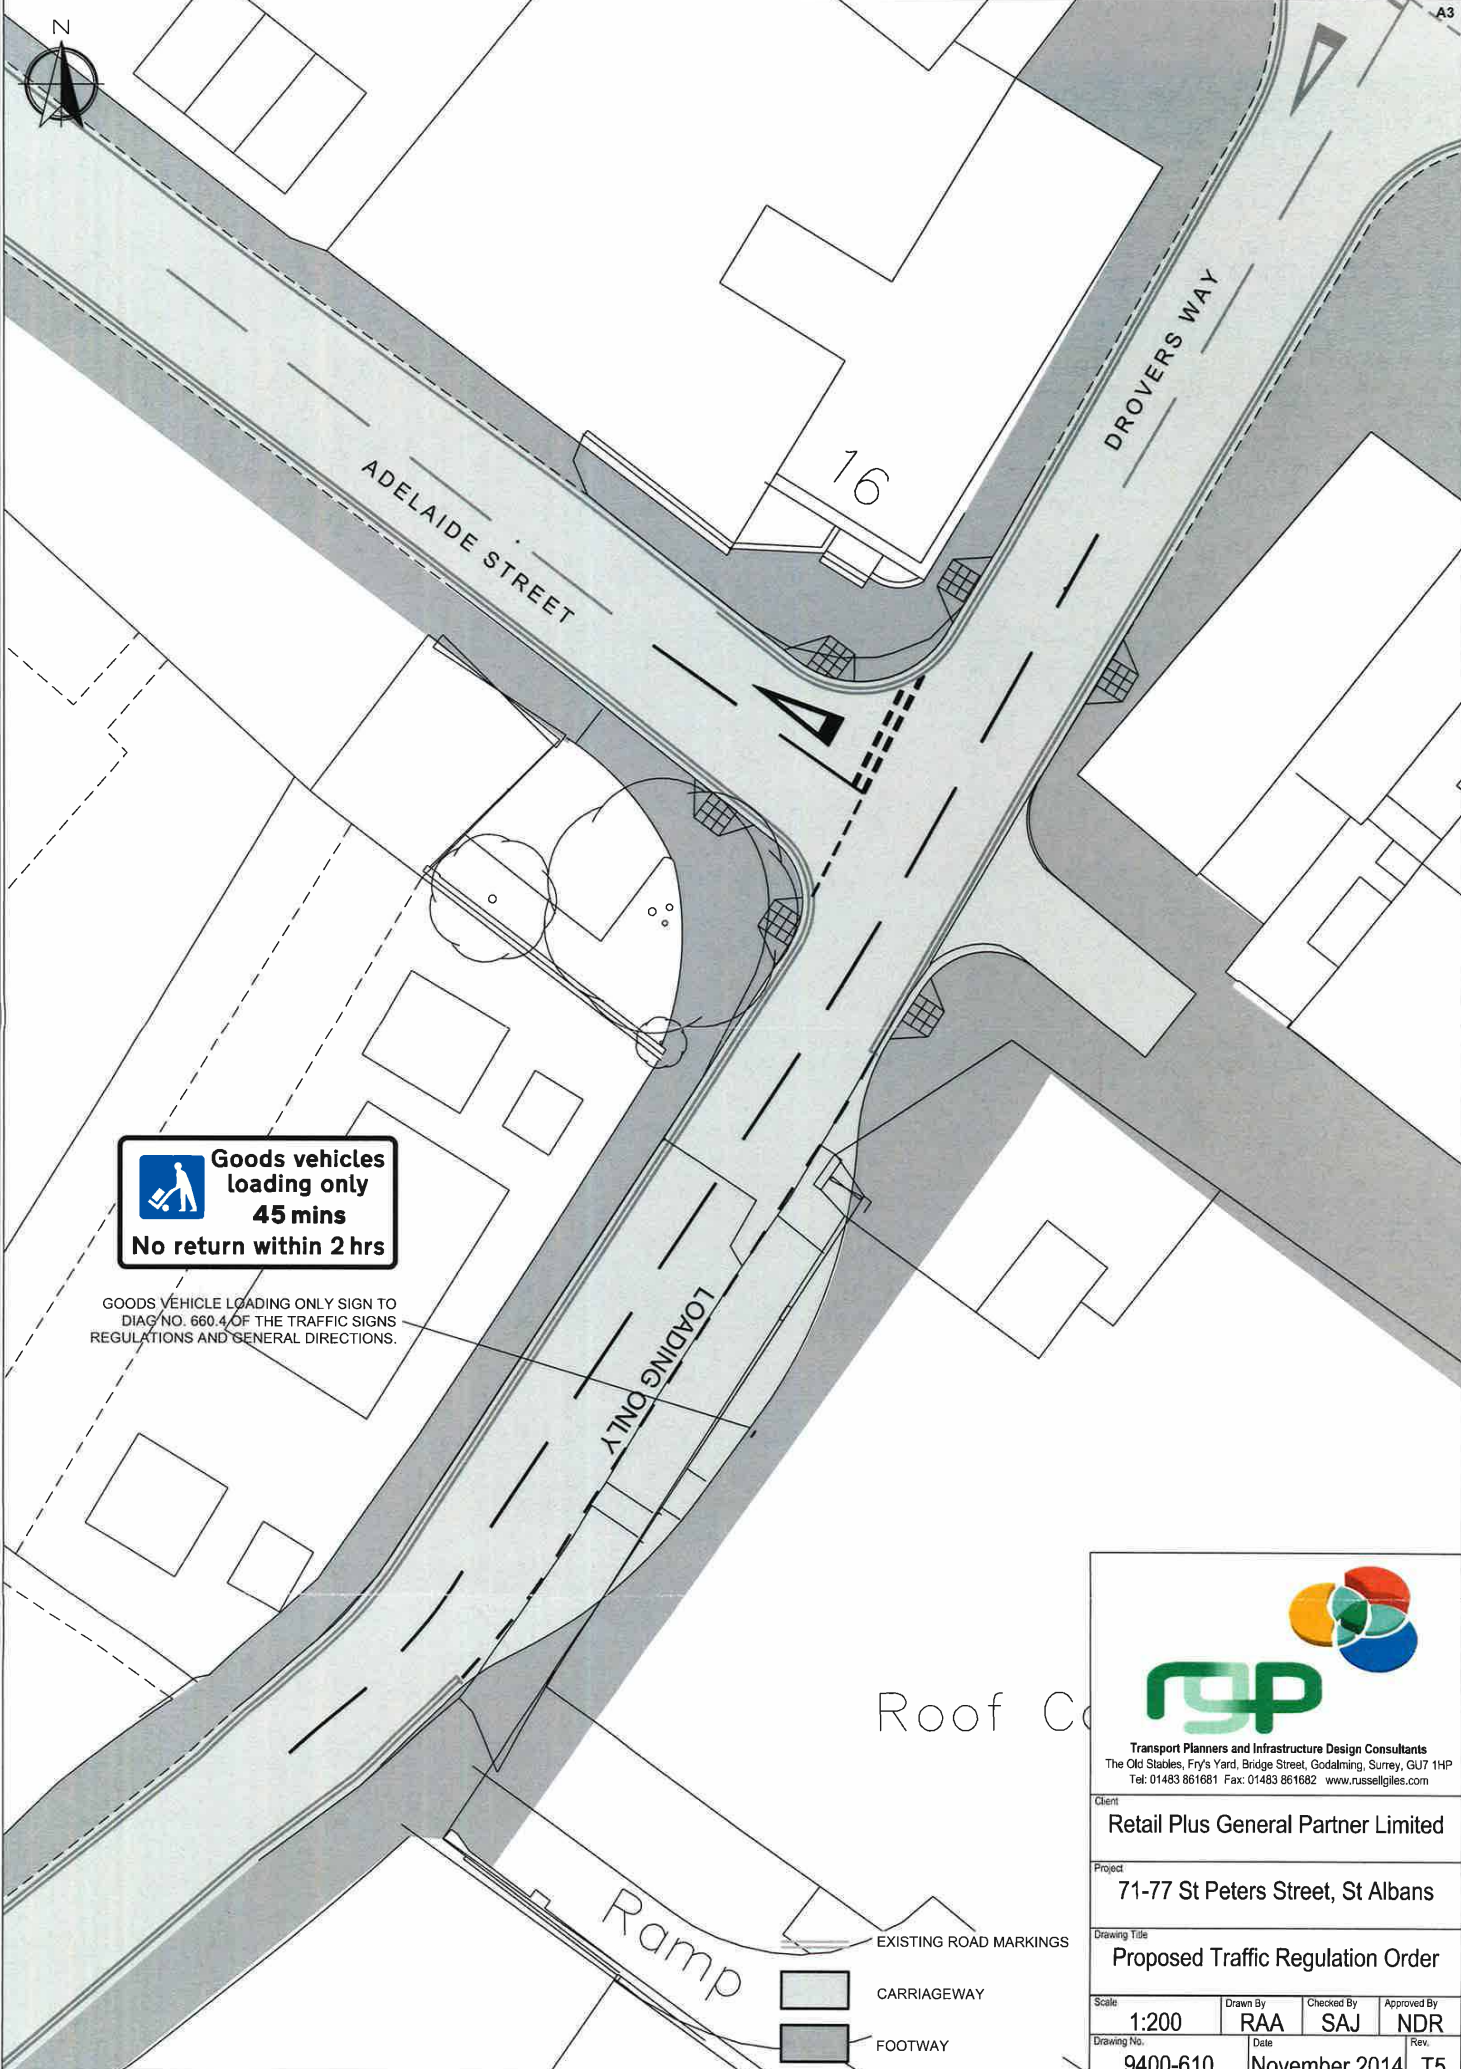 N
A3
DROVERS WAY
16
ADELAIDE STREET
Goods vehicles
loading only
45 mins
No return within 2 hrs
GOODS VEHICLE LOADING ONLY SIGN TO
DIAG NO. 660.4 OF THE TRAFFIC SIGNS
REGULATIONS AND GENERAL DIRECTIONS.
LOADING ONLY
Roof
Ramp
EXISTING ROAD MARKINGS
CARRIAGEWAY
FOOTWAY
rgp
Transport Planners and Infrastructure Design Consultants
The Old Stables, Fry's Yard, Bridge Street, Godalming, Surrey, GU7 1HP
Tel: 01483 861681 Fax: 01483 861682 www.russellgiles.com
Client
Retail Plus General Partner Limited
Project
71-77 St Peters Street, St Albans
Drawing Title
Proposed Traffic Regulation Order
Scale
1:200
Drawn By
RAA
Checked By
SAJ
Approved By
NDR
Drawing No.
9400-610
Date
November 2014
Rev.
T5